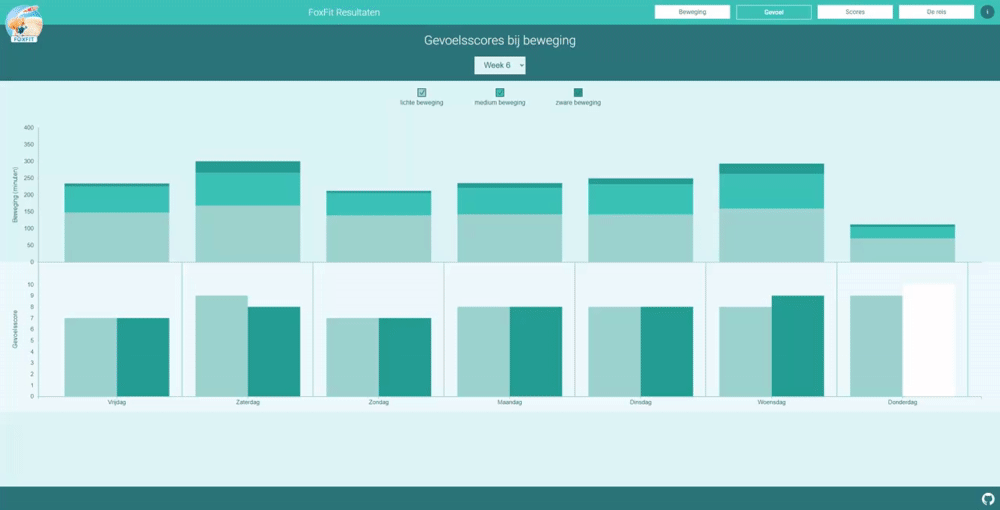 FOXFIT
FoxFit Resultaten
Beweging
Gevoel
Scores
De reis
i
Gevoelsscores bij beweging
Week 6
lichte beweging
medium beweging
zware beweging
Beweging (minuten)
400
350
300
250
200
150
100
50
0
Gevoelsscore
10
9
8
7
6
5
4
3
2
1
0
Vrijdag
Zaterdag
Zondag
Maandag
Dinsdag
Woensdag
Donderdag